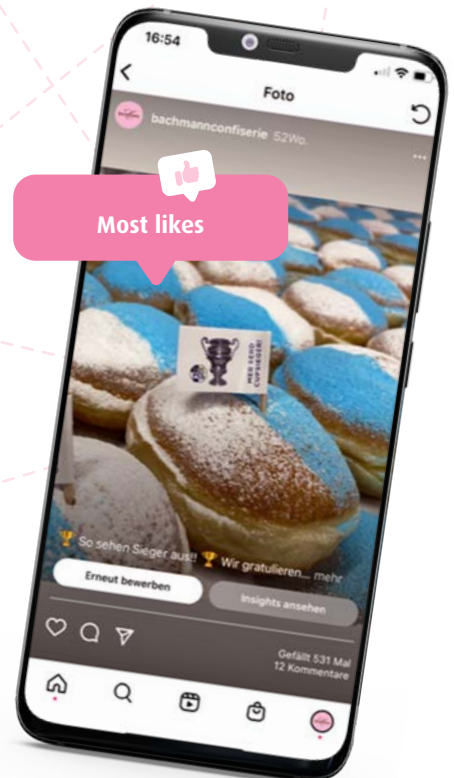 16:54
Foto
bachmannconfiserie 52Wo.
Most likes
MER SEND
CUPSIEGER!
🏆 So sehen Sieger aus!! 🏆 Wir gratulieren... mehr
Erneut bewerben
Insights ansehen
Gefällt 531 Mal
12 Kommentare